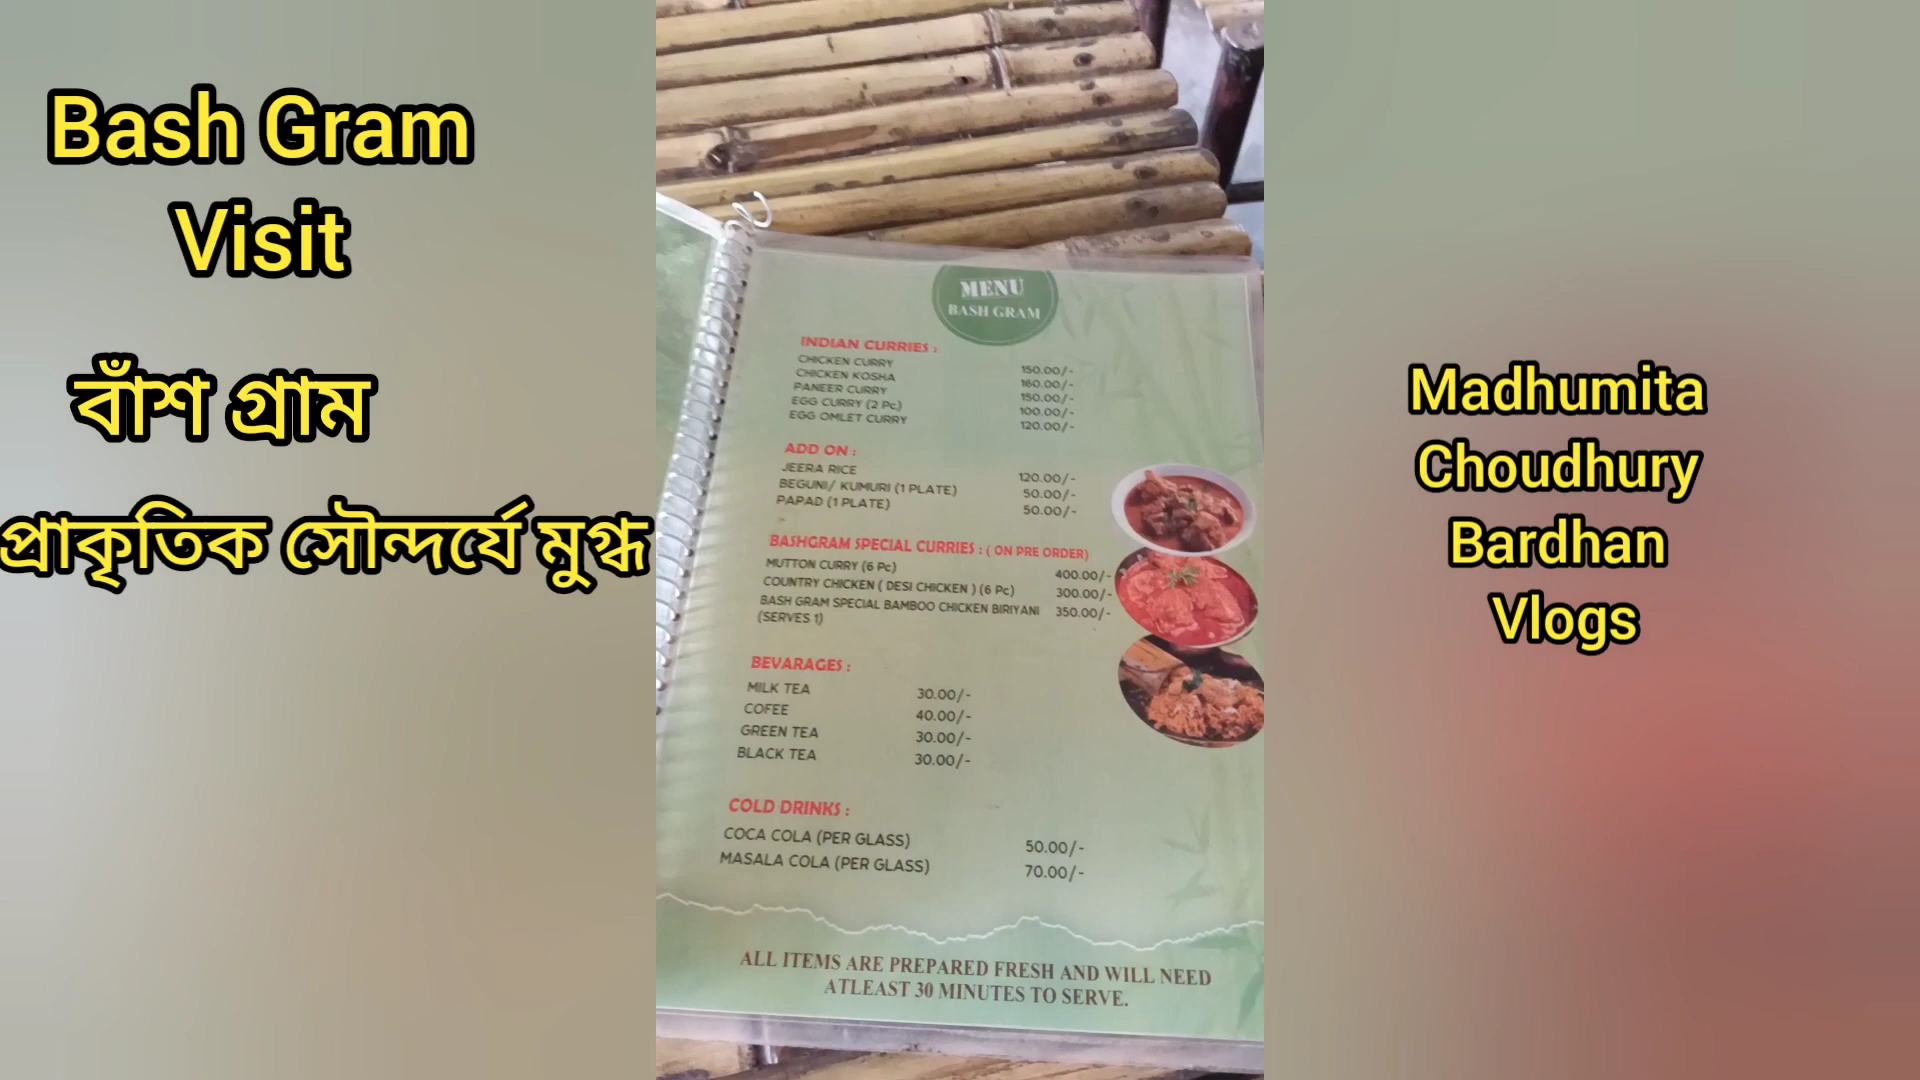 Bash Gram
Visit
বাঁশ গ্রাম
প্রাকৃতিক সৌন্দর্যে মুগ্ধ
MENU
BASH GRAM
INDIAN CURRIES :
CHICKEN CURRY 150.00/-
CHICKEN KOSHA 160.00/-
PANEER CURRY 150.00/-
EGG CURRY (2 Pc) 100.00/-
EGG OMLET CURRY 120.00/-
ADD ON :
JEERA RICE 120.00/-
BEGUNI/ KUMURI (1 PLATE) 50.00/-
PAPAD (1 PLATE) 50.00/-
BASHGRAM SPECIAL CURRIES : ( ON PRE ORDER)
MUTTON CURRY (6 Pc) 400.00/-
COUNTRY CHICKEN ( DESI CHICKEN ) (6 Pc) 300.00/-
BASH GRAM SPECIAL BAMBOO CHICKEN BIRIYANI 350.00/-
(SERVES 1)
BEVARAGES :
MILK TEA 30.00/-
COFEE 40.00/-
GREEN TEA 30.00/-
BLACK TEA 30.00/-
COLD DRINKS :
COCA COLA (PER GLASS) 50.00/-
MASALA COLA (PER GLASS) 70.00/-
ALL ITEMS ARE PREPARED FRESH AND WILL NEED
ATLEAST 30 MINUTES TO SERVE.
Madhumita
Choudhury
Bardhan
Vlogs